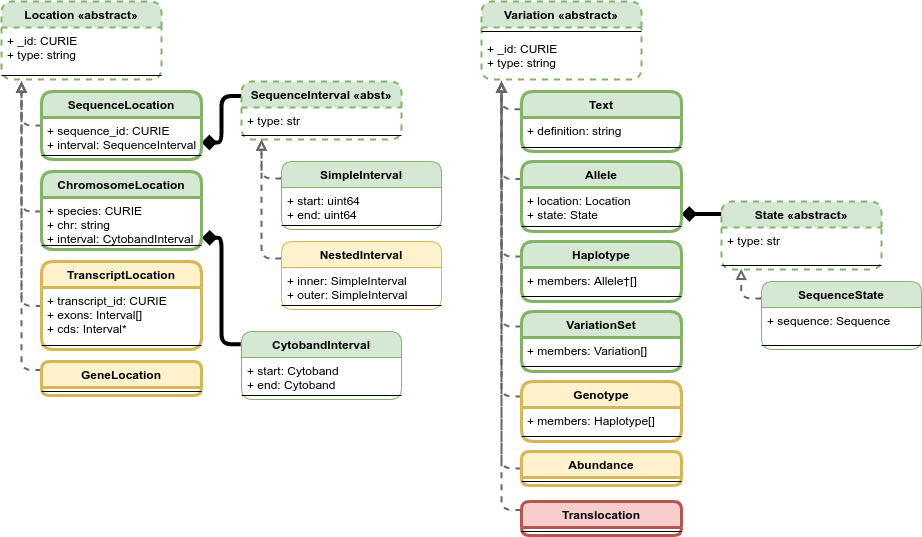 Location «abstract»
+ _id: CURIE
+ type: string
SequenceLocation
+ sequence_id: CURIE
+ interval: SequenceInterval
ChromosomeLocation
+ species: CURIE
+ chr: string
+ interval: CytobandInterval
TranscriptLocation
+ transcript_id: CURIE
+ exons: Interval[]
+ cds: Interval*
GeneLocation
SequenceInterval «abst»
+ type: str
SimpleInterval
+ start: uint64
+ end: uint64
NestedInterval
+ inner: SimpleInterval
+ outer: SimpleInterval
CytobandInterval
+ start: Cytoband
+ end: Cytoband
Variation «abstract»
+ _id: CURIE
+ type: string
Text
+ definition: string
Allele
+ location: Location
+ state: State
Haplotype
+ members: Allele†[]
VariationSet
+ members: Variation[]
Genotype
+ members: Haplotype[]
Abundance
Translocation
State «abstract»
+ type: str
SequenceState
+ sequence: Sequence